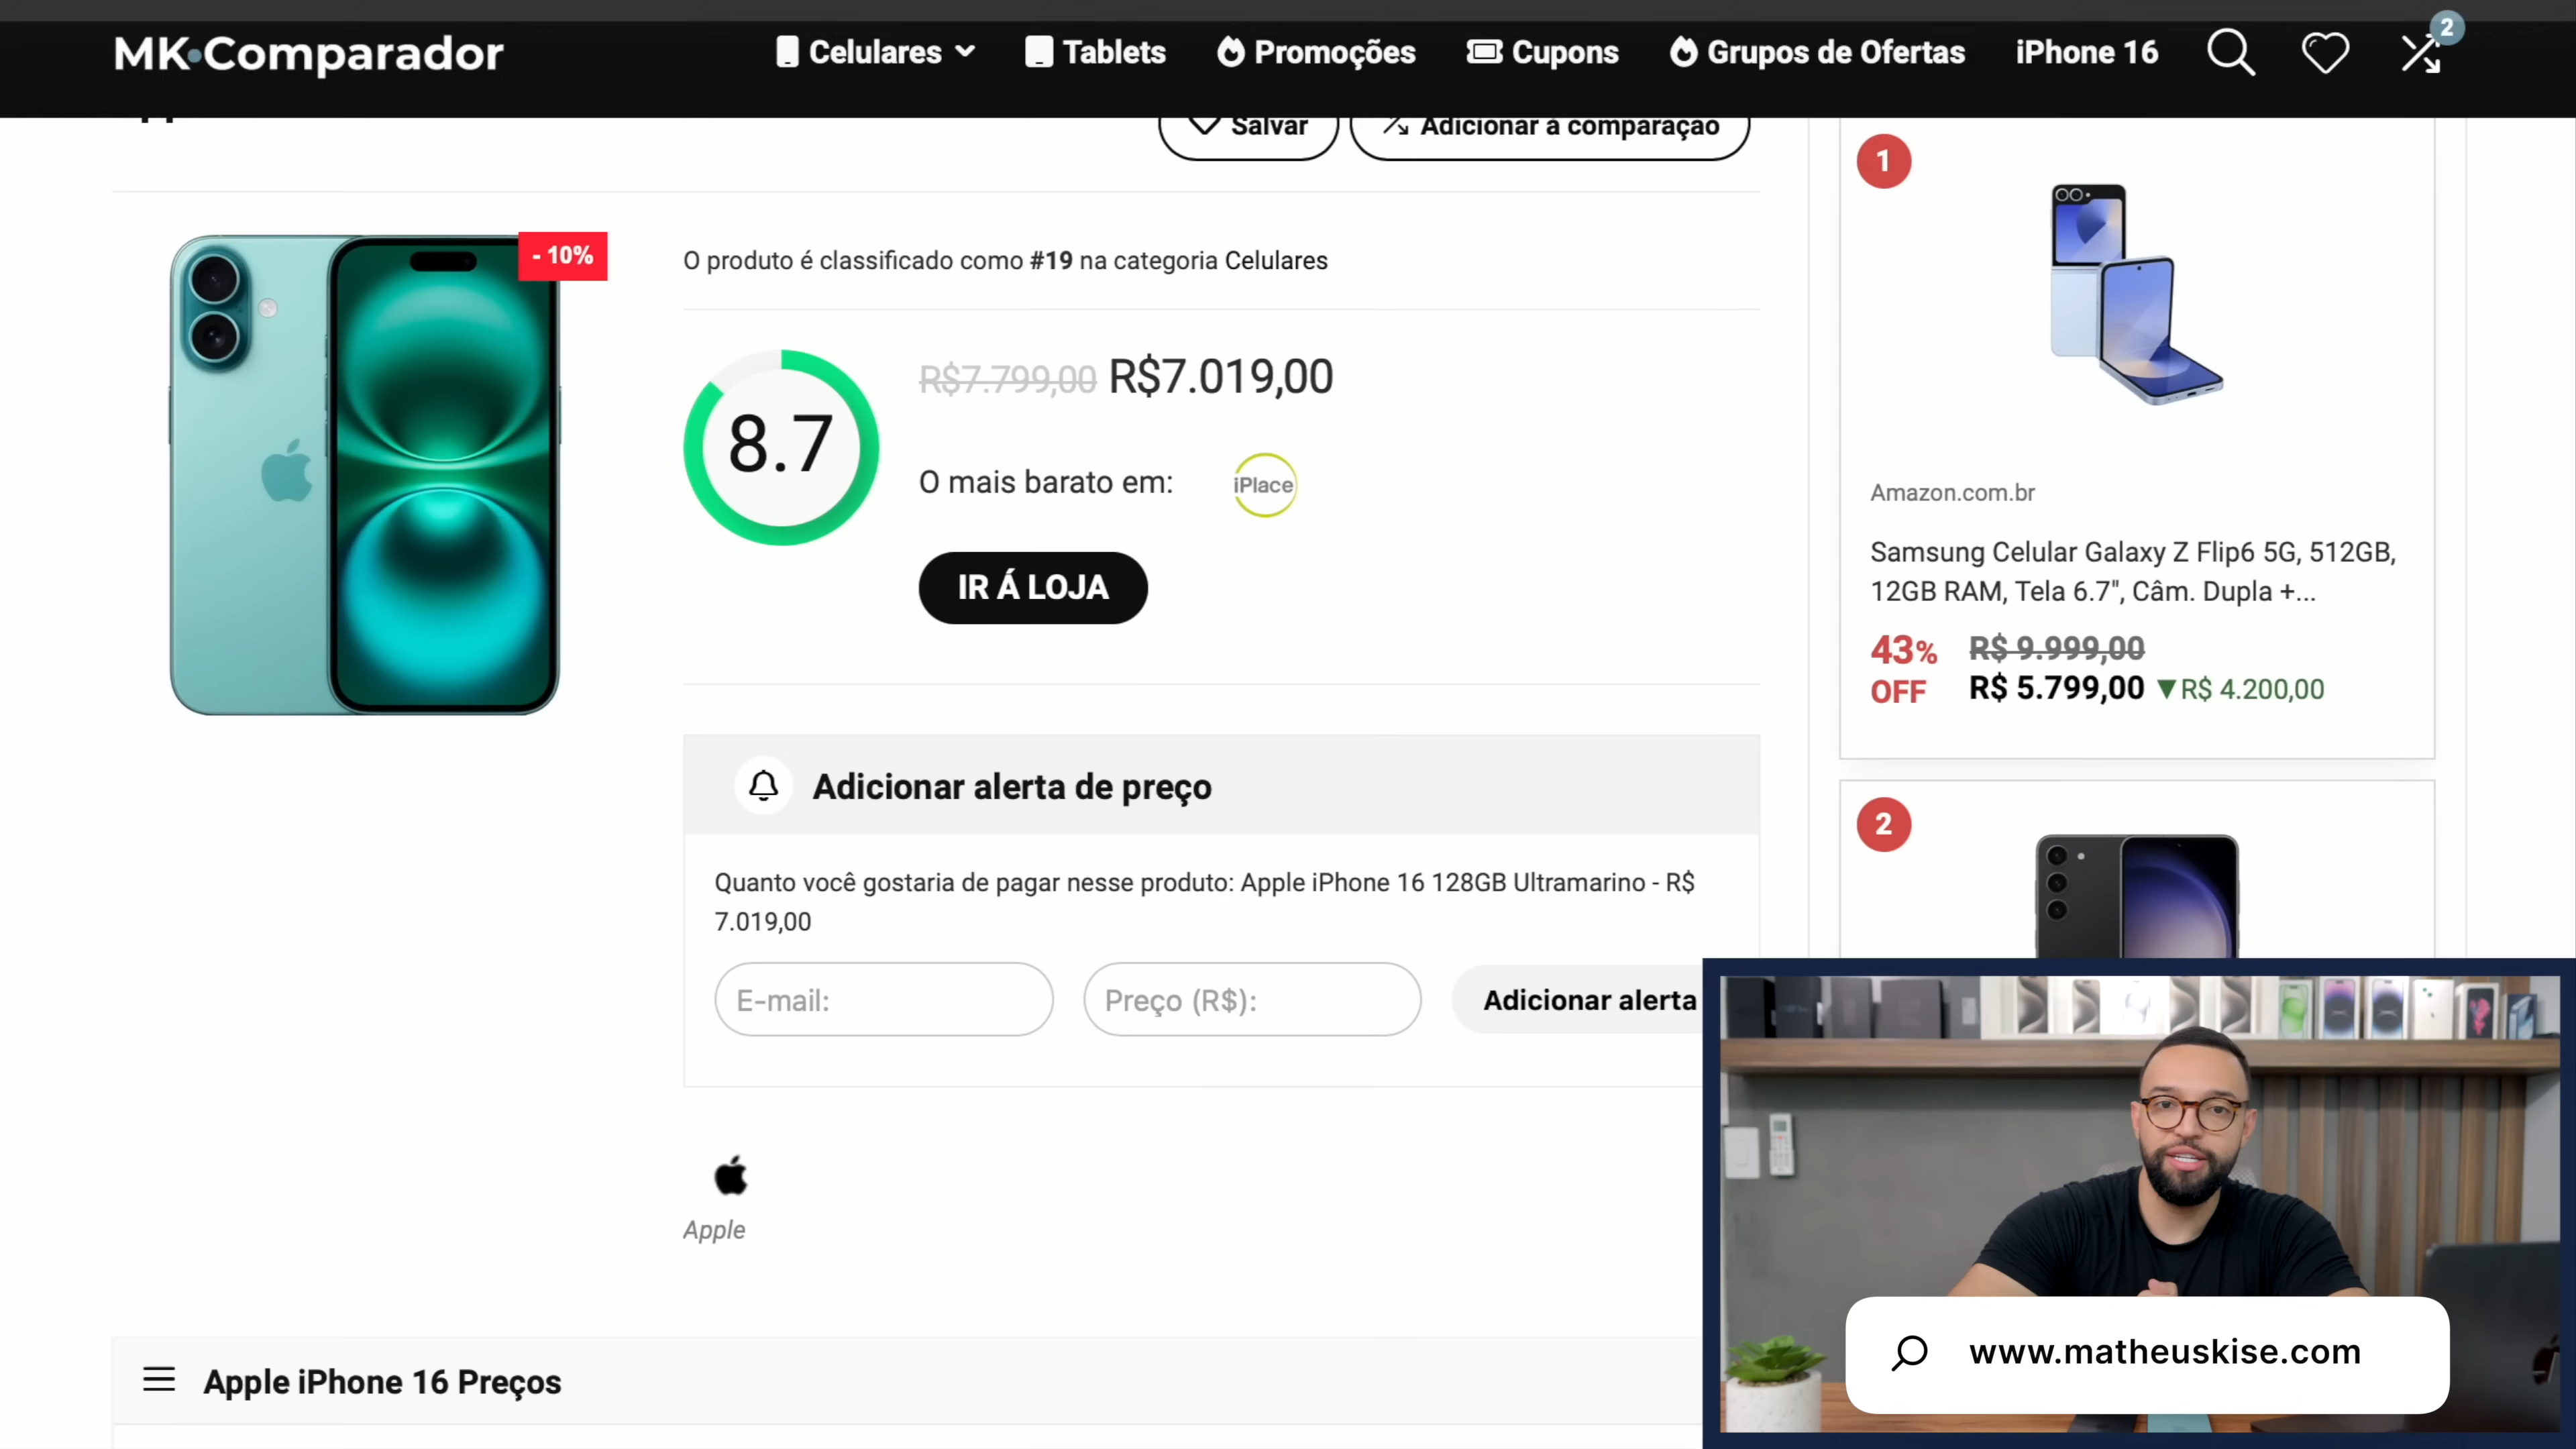 MK•Comparador
Celulares
Tablets
Promoções
Cupons
Grupos de Ofertas
iPhone 16
2
Salvar
Adicionar à comparação
- 10%
O produto é classificado como #19 na categoria Celulares
8.7
R$7.799,00 R$7.019,00
O mais barato em:
iPlace
IR Á LOJA
Adicionar alerta de preço
Quanto você gostaria de pagar nesse produto: Apple iPhone 16 128GB Ultramarino - R$
7.019,00
E-mail:
Preço (R$):
Adicionar alerta
Apple
Apple iPhone 16 Preços
1
Amazon.com.br
Samsung Celular Galaxy Z Flip6 5G, 512GB,
12GB RAM, Tela 6.7", Câm. Dupla +...
43% R$ 9.999,00
OFF R$ 5.799,00 ▼R$ 4.200,00
2
www.matheuskise.com